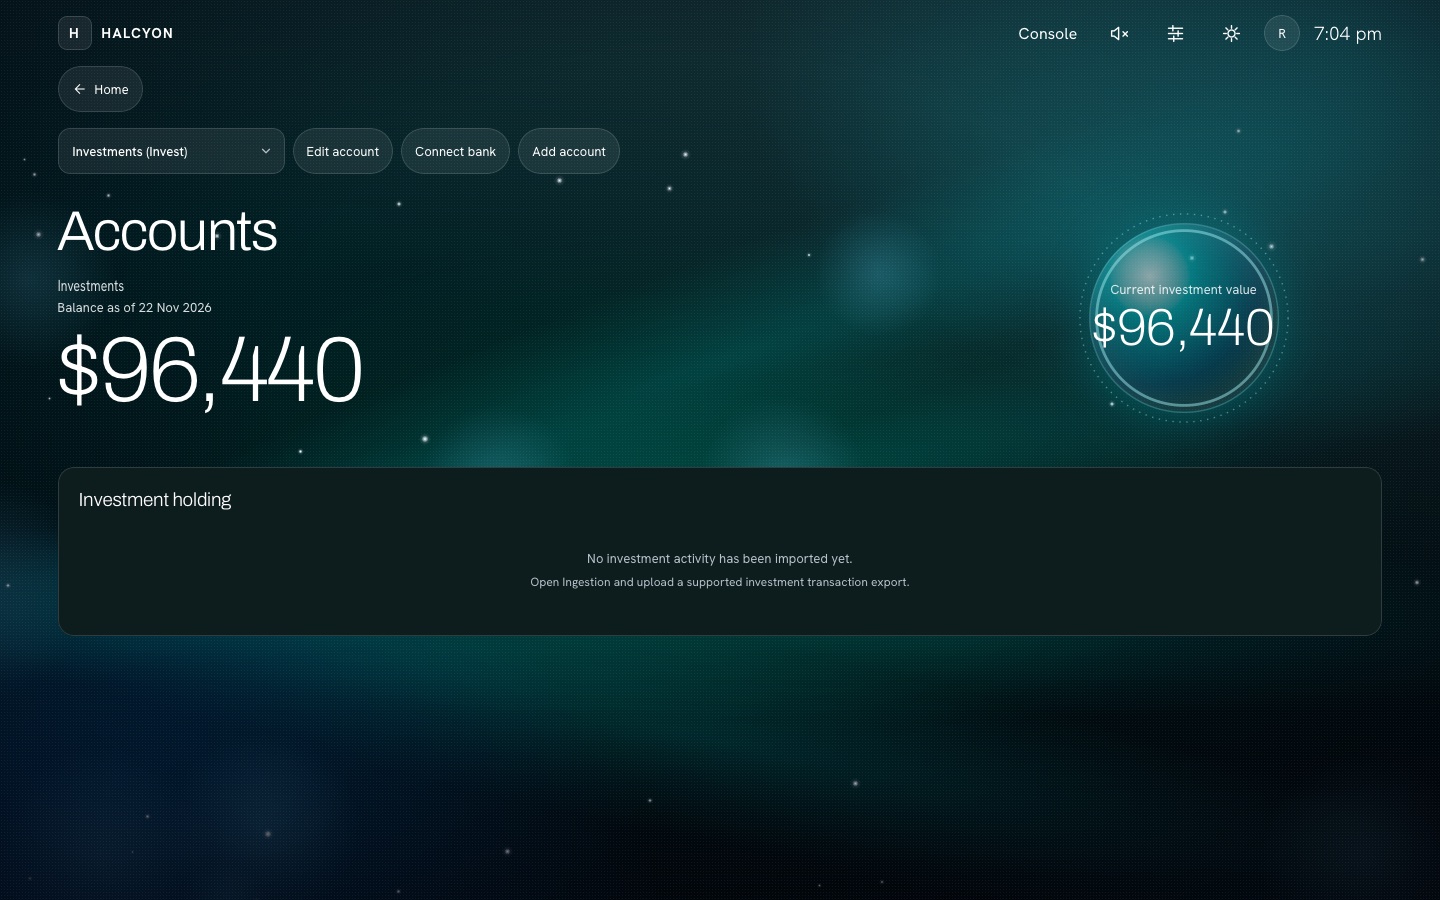 H HALCYON
Console
R
7:04 pm
Home
Investments (Invest)
Edit account
Connect bank
Add account
Accounts
Investments
Balance as of 22 Nov 2026
$96,440
Current investment value
$96,440
Investment holding
No investment activity has been imported yet.
Open Ingestion and upload a supported investment transaction export.